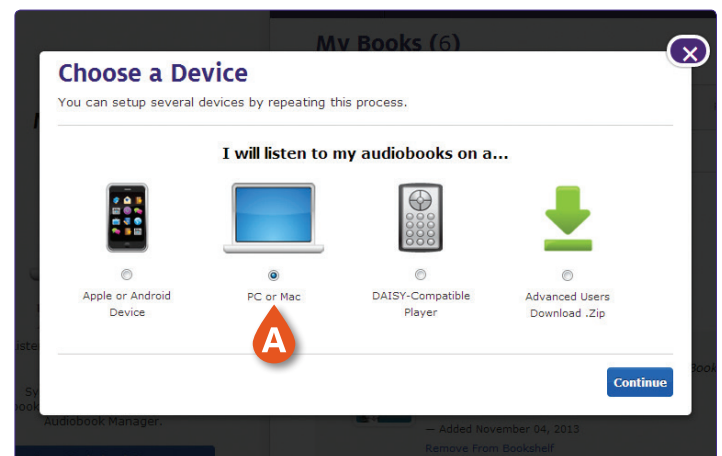 My Books (6)
Choose a Device
You can setup several devices by repeating this process.
I will listen to my audiobooks on a...
Apple or Android
Device
PC or Mac
DAISY-Compatible
Player
Advanced Users
Download .Zip
A
Continue
Audiobook Manager.
— Added November 04, 2013
Remove From Bookshelf